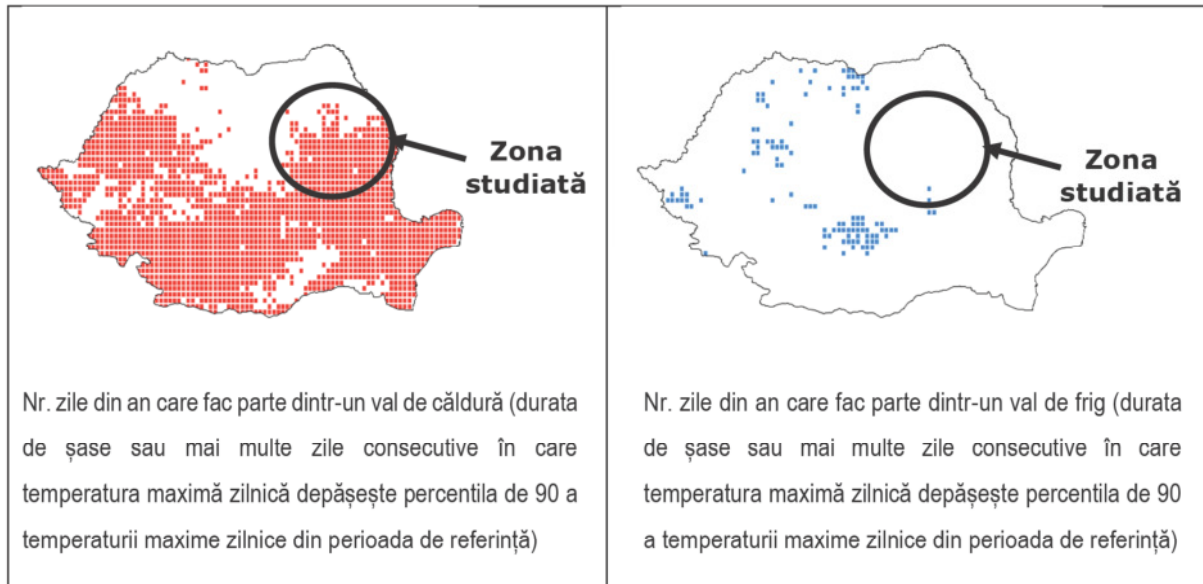 Zona
studiată
Zona
studiată
Nr. zile din an care fac parte dintr-un val de căldură (durata
de șase sau mai multe zile consecutive în care
temperatura maximă zilnică depășește percentila de 90 a
temperaturii maxime zilnice din perioada de referință)
Nr. zile din an care fac parte dintr-un val de frig (durata
de șase sau mai multe zile consecutive în care
temperatura maximă zilnică depășește percentila de 90
a temperaturii maxime zilnice din perioada de referință)